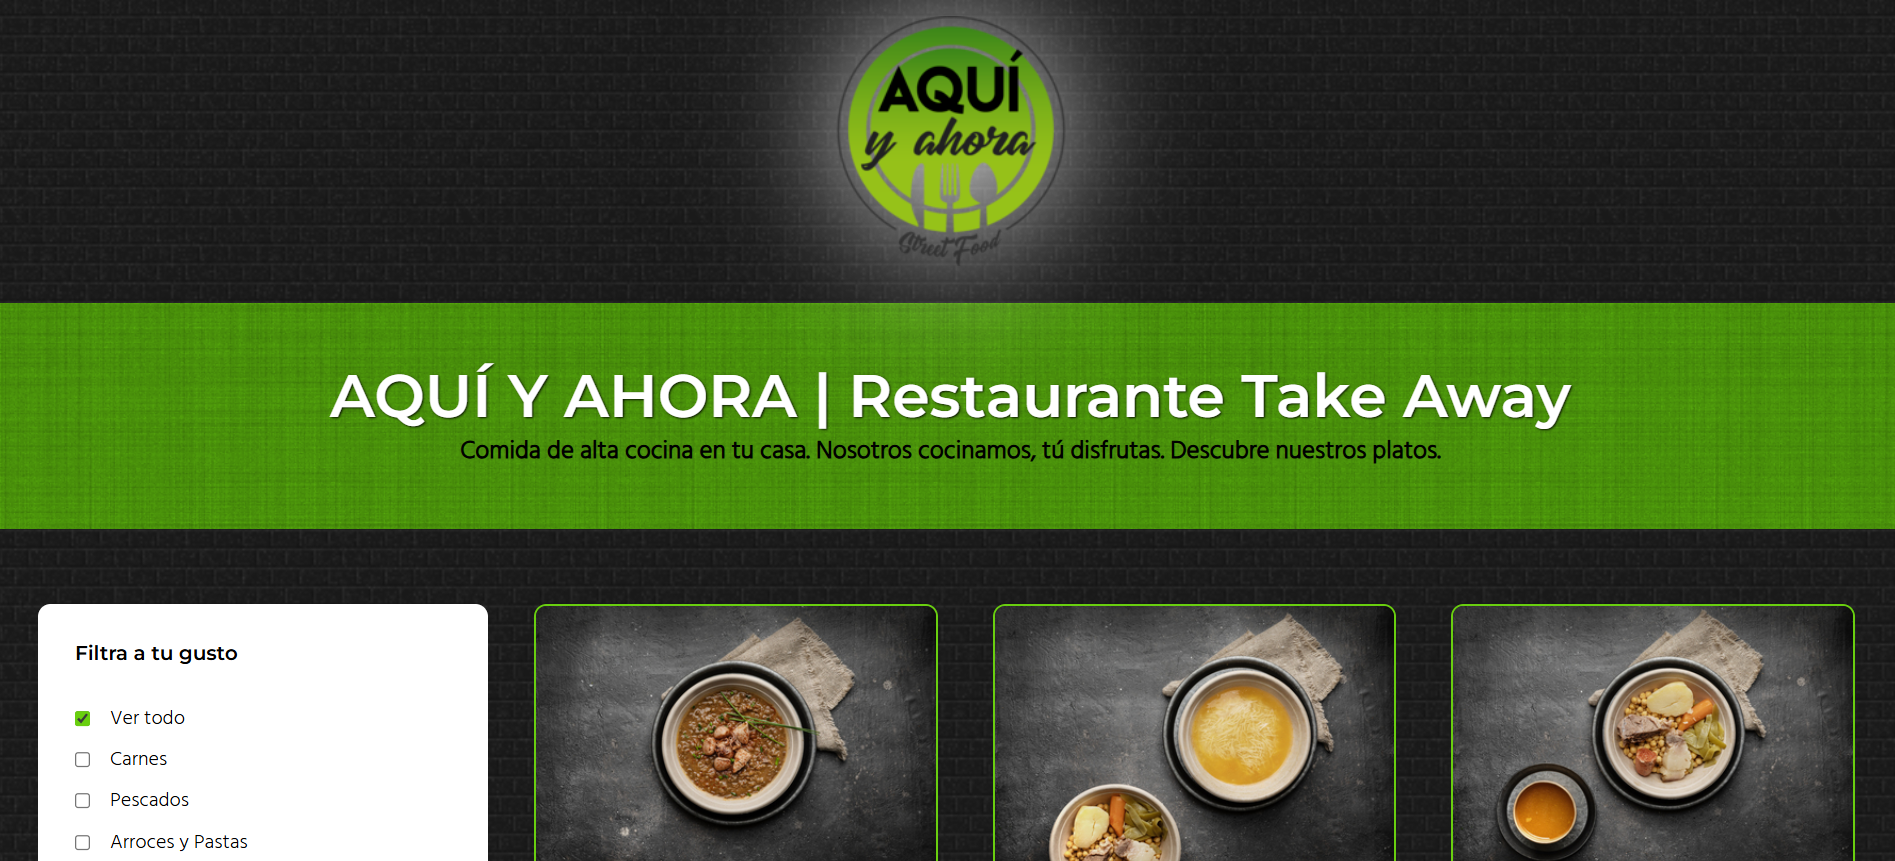 AQUÍ
y ahora
Street Food
AQUÍ Y AHORA | Restaurante Take Away
Comida de alta cocina en tu casa. Nosotros cocinamos, tú disfrutas. Descubre nuestros platos.
Filtra a tu gusto
Ver todo
Carnes
Pescados
Arroces y Pastas